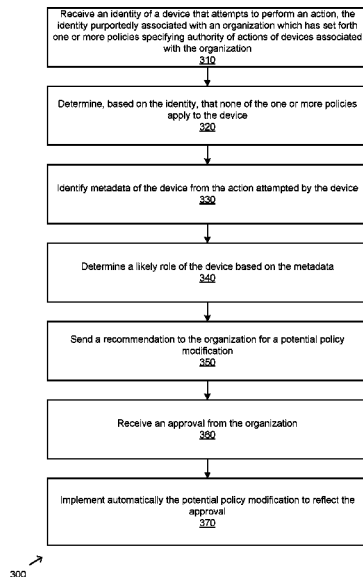 Receive an identity of a device that attempts to perform an action, the
identity purportedly associated with an organization which has set forth
one or more policies specifying authority of actions of devices associated
with the organization
310
Determine, based on the identity, that none of the one or more policies
apply to the device
320
Identify metadata of the device from the action attempted by the device
330
Determine a likely role of the device based on the metadata
340
Send a recommendation to the organization for a potential policy
modification
350
Receive an approval from the organization
360
Implement automatically the potential policy modification to reflect the
approval
370
300